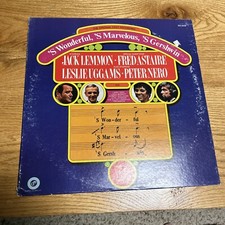 'S Wonderful, 'S Marvelous, 'S Gershwin
JACK LEMMON·FRED ASTAIRE
LESLIE UGGAMS·PETER NERO
'S Won - der - ful
'S Mar - vel - ous
'S Gersh